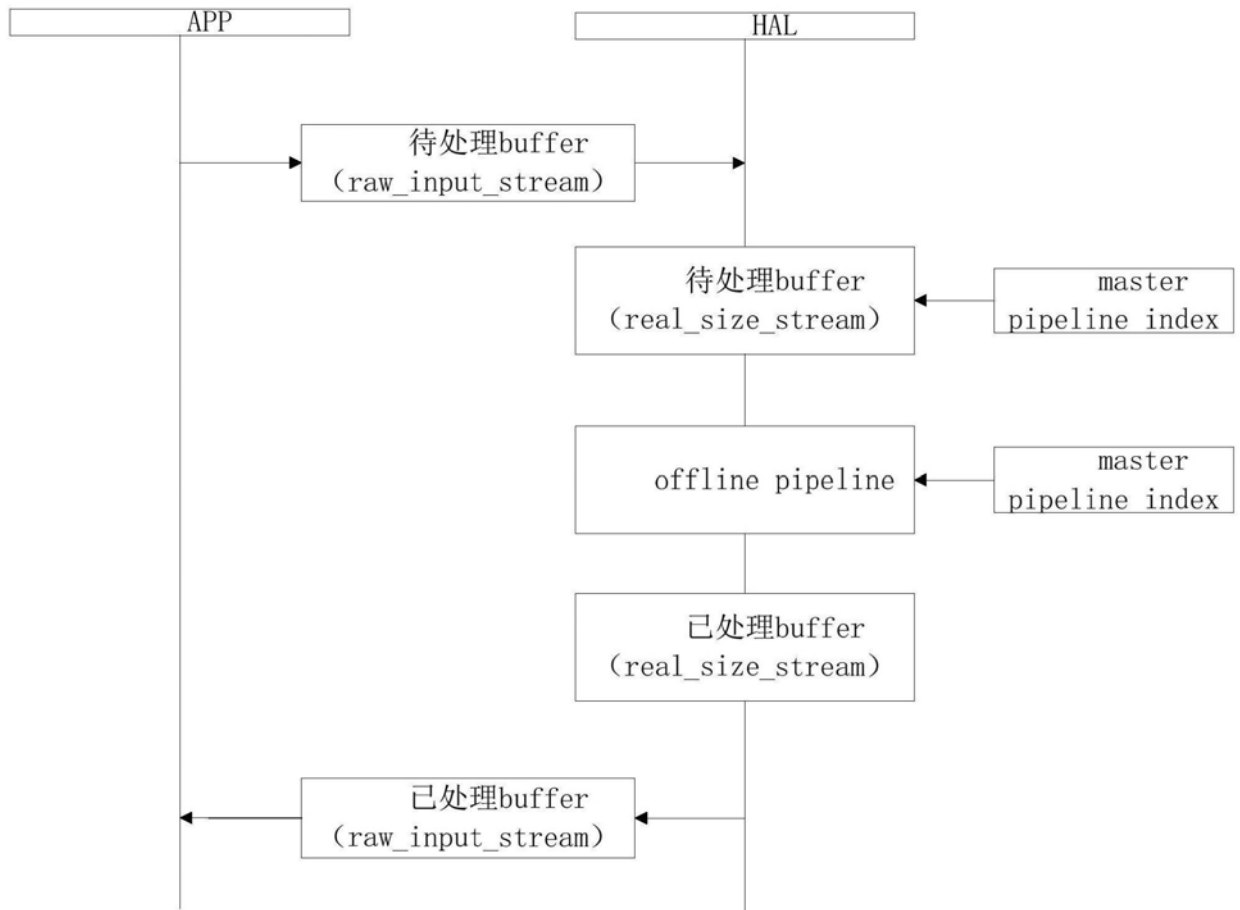 APP
HAL
待处理buffer
（raw_input_stream）
待处理buffer
（real_size_stream）
master
pipeline index
offline pipeline
master
pipeline index
已处理buffer
（real_size_stream）
已处理buffer
（raw_input_stream）